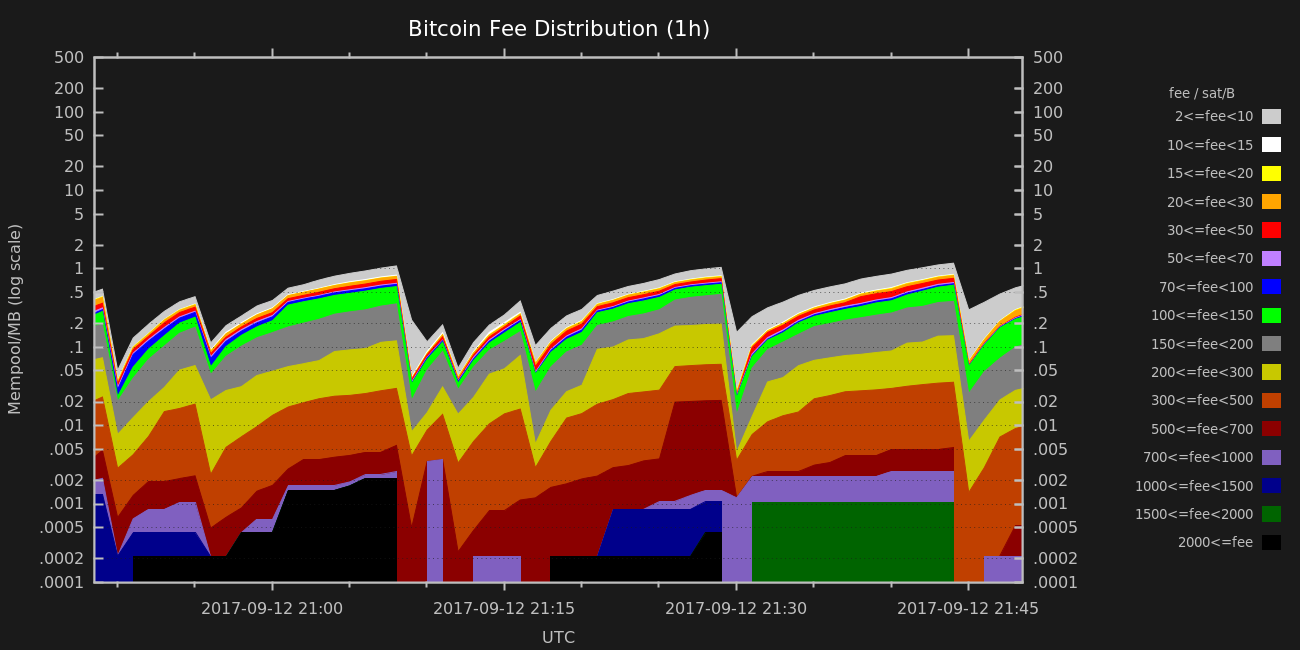 Bitcoin Fee Distribution (1h)
500 500
200 200
100 100
50 50
20 20
10 10
5 5
2 2
1 1
.5 .5
.2 .2
.1 .1
.05 .05
.02 .02
.01 .01
.005 .005
.002 .002
.001 .001
.0005 .0005
.0002 .0002
.0001 .0001
Mempool/MB (log scale)
2017-09-12 21:00 2017-09-12 21:15 2017-09-12 21:30 2017-09-12 21:45
UTC
fee / sat/B
2<=fee<10
10<=fee<15
15<=fee<20
20<=fee<30
30<=fee<50
50<=fee<70
70<=fee<100
100<=fee<150
150<=fee<200
200<=fee<300
300<=fee<500
500<=fee<700
700<=fee<1000
1000<=fee<1500
1500<=fee<2000
2000<=fee